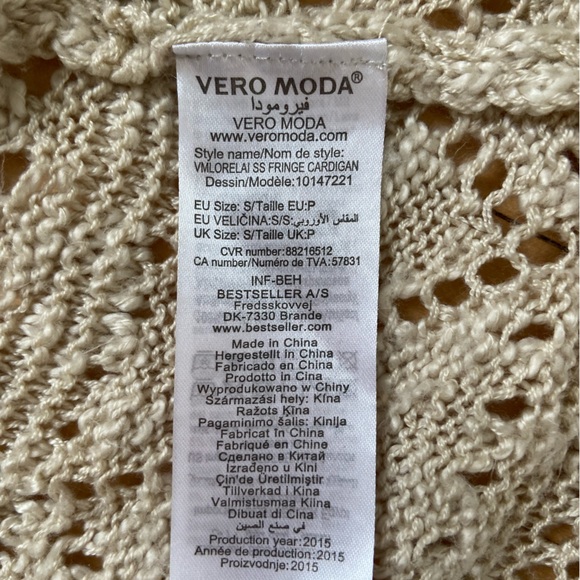 VERO MODA®
فيرومودا
VERO MODA
www.veromoda.com
Style name/Nom de style:
VMLORELAI SS FRINGE CARDIGAN
Dessin/Modèle:10147221
EU Size: S/Taille EU:P
EU VELIČINA:S/S:المقاس الأوروبي
UK Size: S/Taille UK:P
CVR number:88216512
CA number/Numéro de TVA:57831
INF-BEH
BESTSELLER A/S
Fredsskovvej
DK-7330 Brande
www.bestseller.com
Made in China
Hergestellt in China
Fabricado en China
Prodotto in Cina
Wyprodukowano w Chiny
Származási hely: Kína
Ražots Ķīna
Pagaminimo šalis: Kinija
Fabricat în China
Fabriqué en Chine
Сделано в Китай
Izrađeno u Kini
Çin'de Üretilmiştir
Tillverkad i Kina
Valmistusmaa Kiina
Dibuat di Cina
في صنع الصين
Production year:2015
Année de production:2015
Proizvodnje:2015